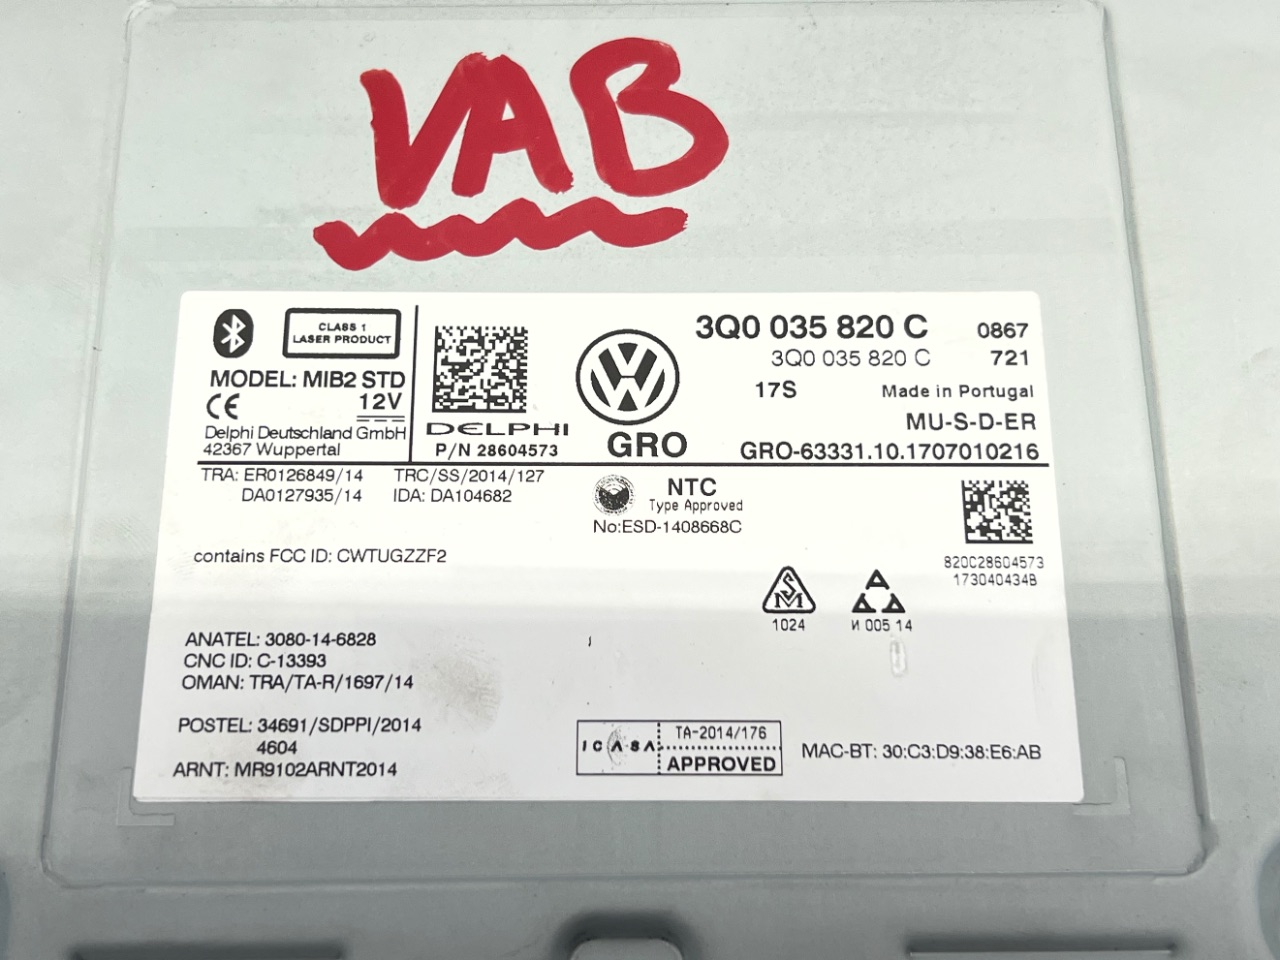 VAB
CLASS 1
LASER PRODUCT
MODEL: MIB2 STD
12V
CE
Delphi Deutschland GmbH
42367 Wuppertal
DELPHI
P/N 28604573
GRO
3Q0 035 820 C 0867
3Q0 035 820 C 721
17S Made in Portugal
MU-S-D-ER
GRO-63331.10.1707010216
TRA: ER0126849/14
DA0127935/14
TRC/SS/2014/127
IDA: DA104682
NTC
Type Approved
No:ESD-1408668C
contains FCC ID: CWTUGZZF2
820C28604573
173040434B
SM
1024
И 005 14
ANATEL: 3080-14-6828
CNC ID: C-13393
OMAN: TRA/TA-R/1697/14
POSTEL: 34691/SDPPI/2014
4604
ARNT: MR9102ARNT2014
ICASA
TA-2014/176
APPROVED
MAC-BT: 30:C3:D9:38:E6:AB